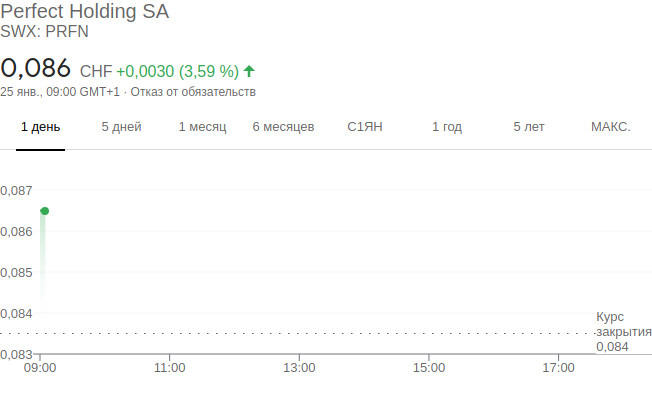 Perfect Holding SA
SWX: PRFN
0,086 CHF +0,0030 (3,59 %)
25 янв., 09:00 GMT+1 · Отказ от обязательств
1 день 5 дней 1 месяц 6 месяцев С1ЯН 1 год 5 лет МАКС.
0,087
0,086
0,085
0,084
Курс
закрытия
0,084
0,083
09:00 11:00 13:00 15:00 17:00